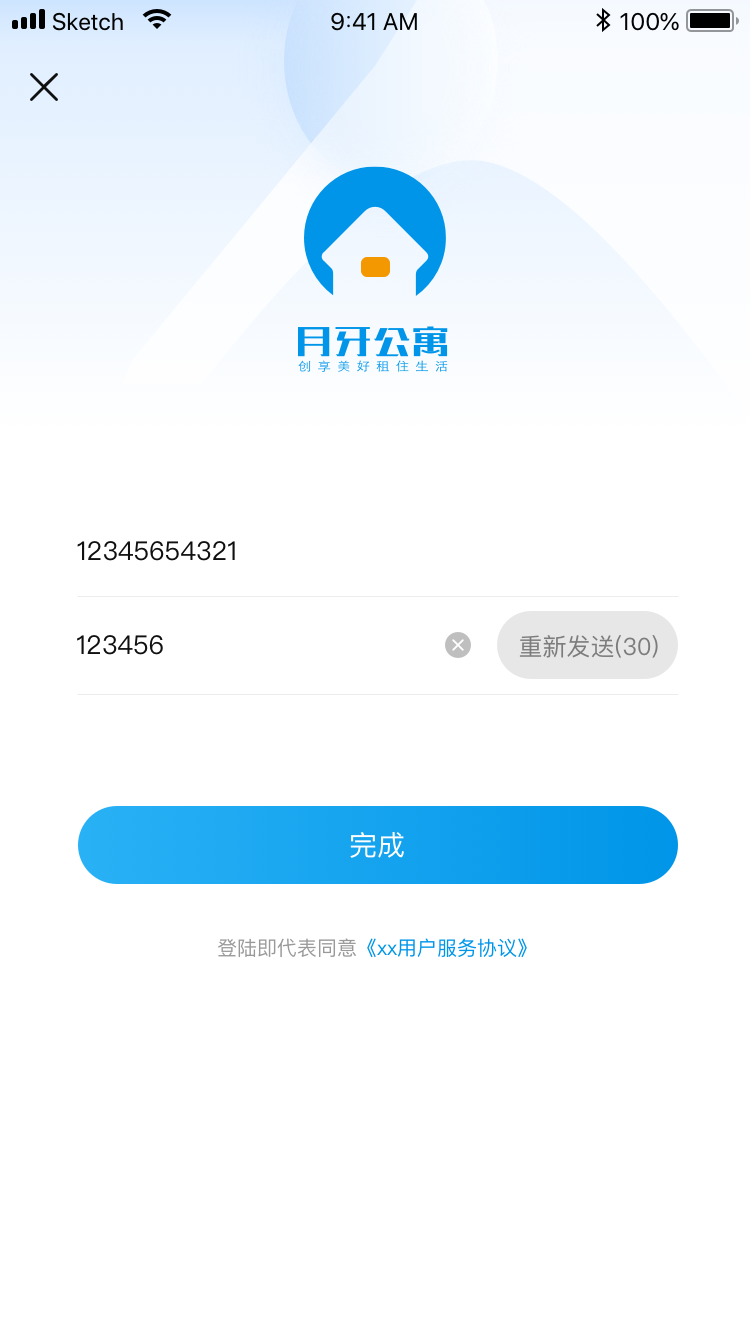 Sketch 9:41 AM 100%
月牙公寓
创享美好租住生活
12345654321
123456 重新发送(30)
完成
登陆即代表同意《xx用户服务协议》